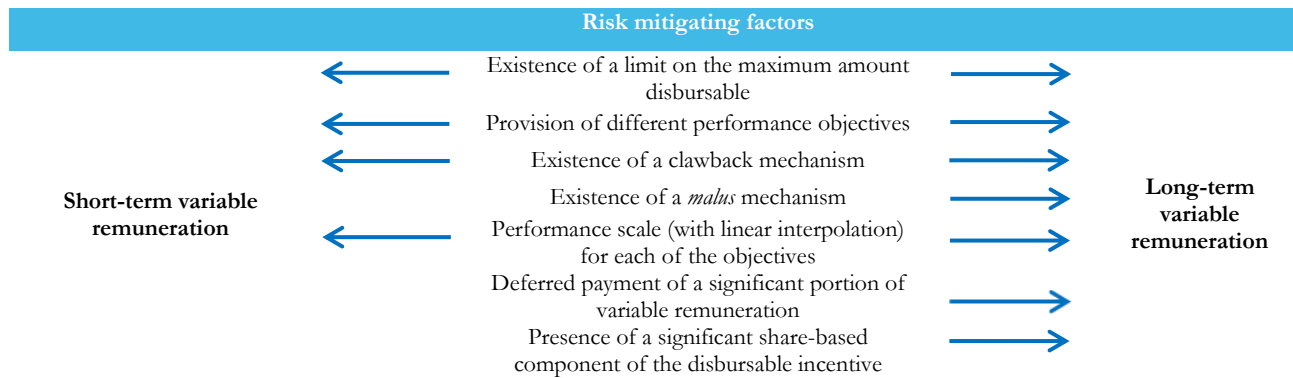 Risk mitigating factors
Existence of a limit on the maximum amount
disbursable
Provision of different performance objectives
Existence of a clawback mechanism
Existence of a malus mechanism
Short-term variable
remuneration
Performance scale (with linear interpolation)
for each of the objectives
Deferred payment of a significant portion of
variable remuneration
Presence of a significant share-based
component of the disbursable incentive
Long-term
variable
remuneration